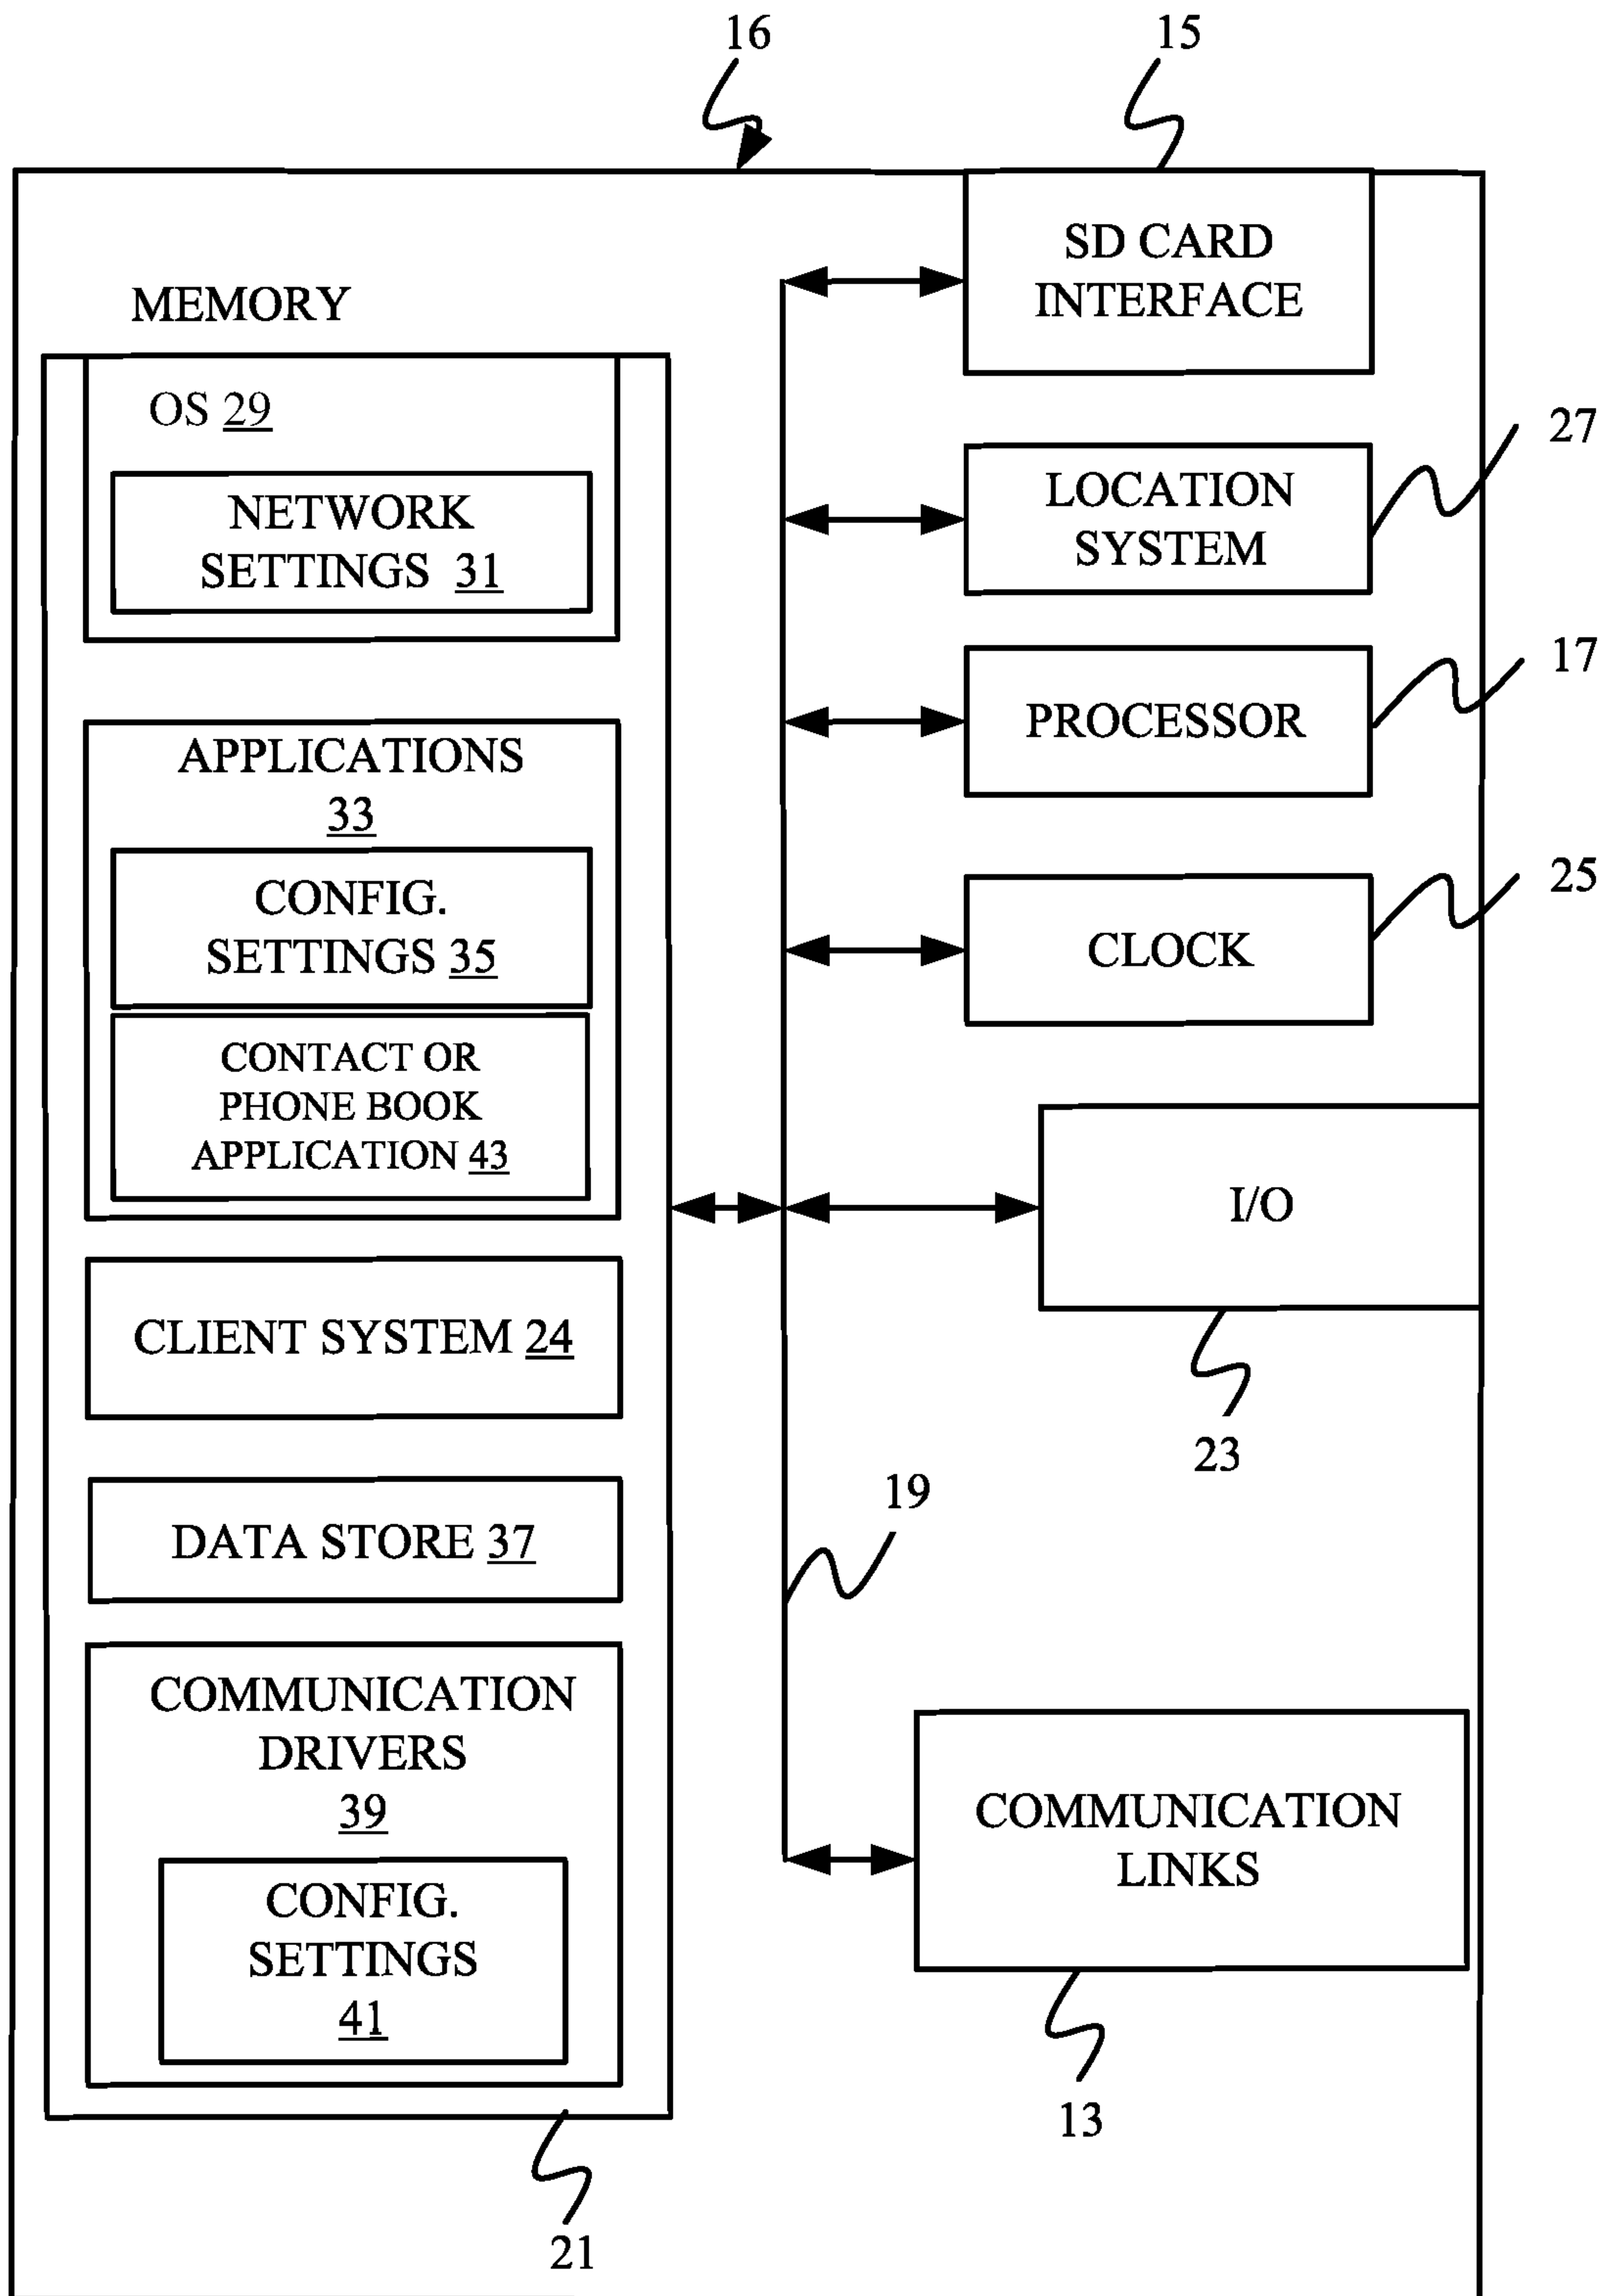 16
15
MEMORY
OS 29
NETWORK
SETTINGS 31
APPLICATIONS
33
CONFIG.
SETTINGS 35
CONTACT OR
PHONE BOOK
APPLICATION 43
CLIENT SYSTEM 24
DATA STORE 37
COMMUNICATION
DRIVERS
39
CONFIG.
SETTINGS
41
21
SD CARD
INTERFACE
LOCATION
SYSTEM
27
PROCESSOR
17
CLOCK
25
I/O
23
19
COMMUNICATION
LINKS
13